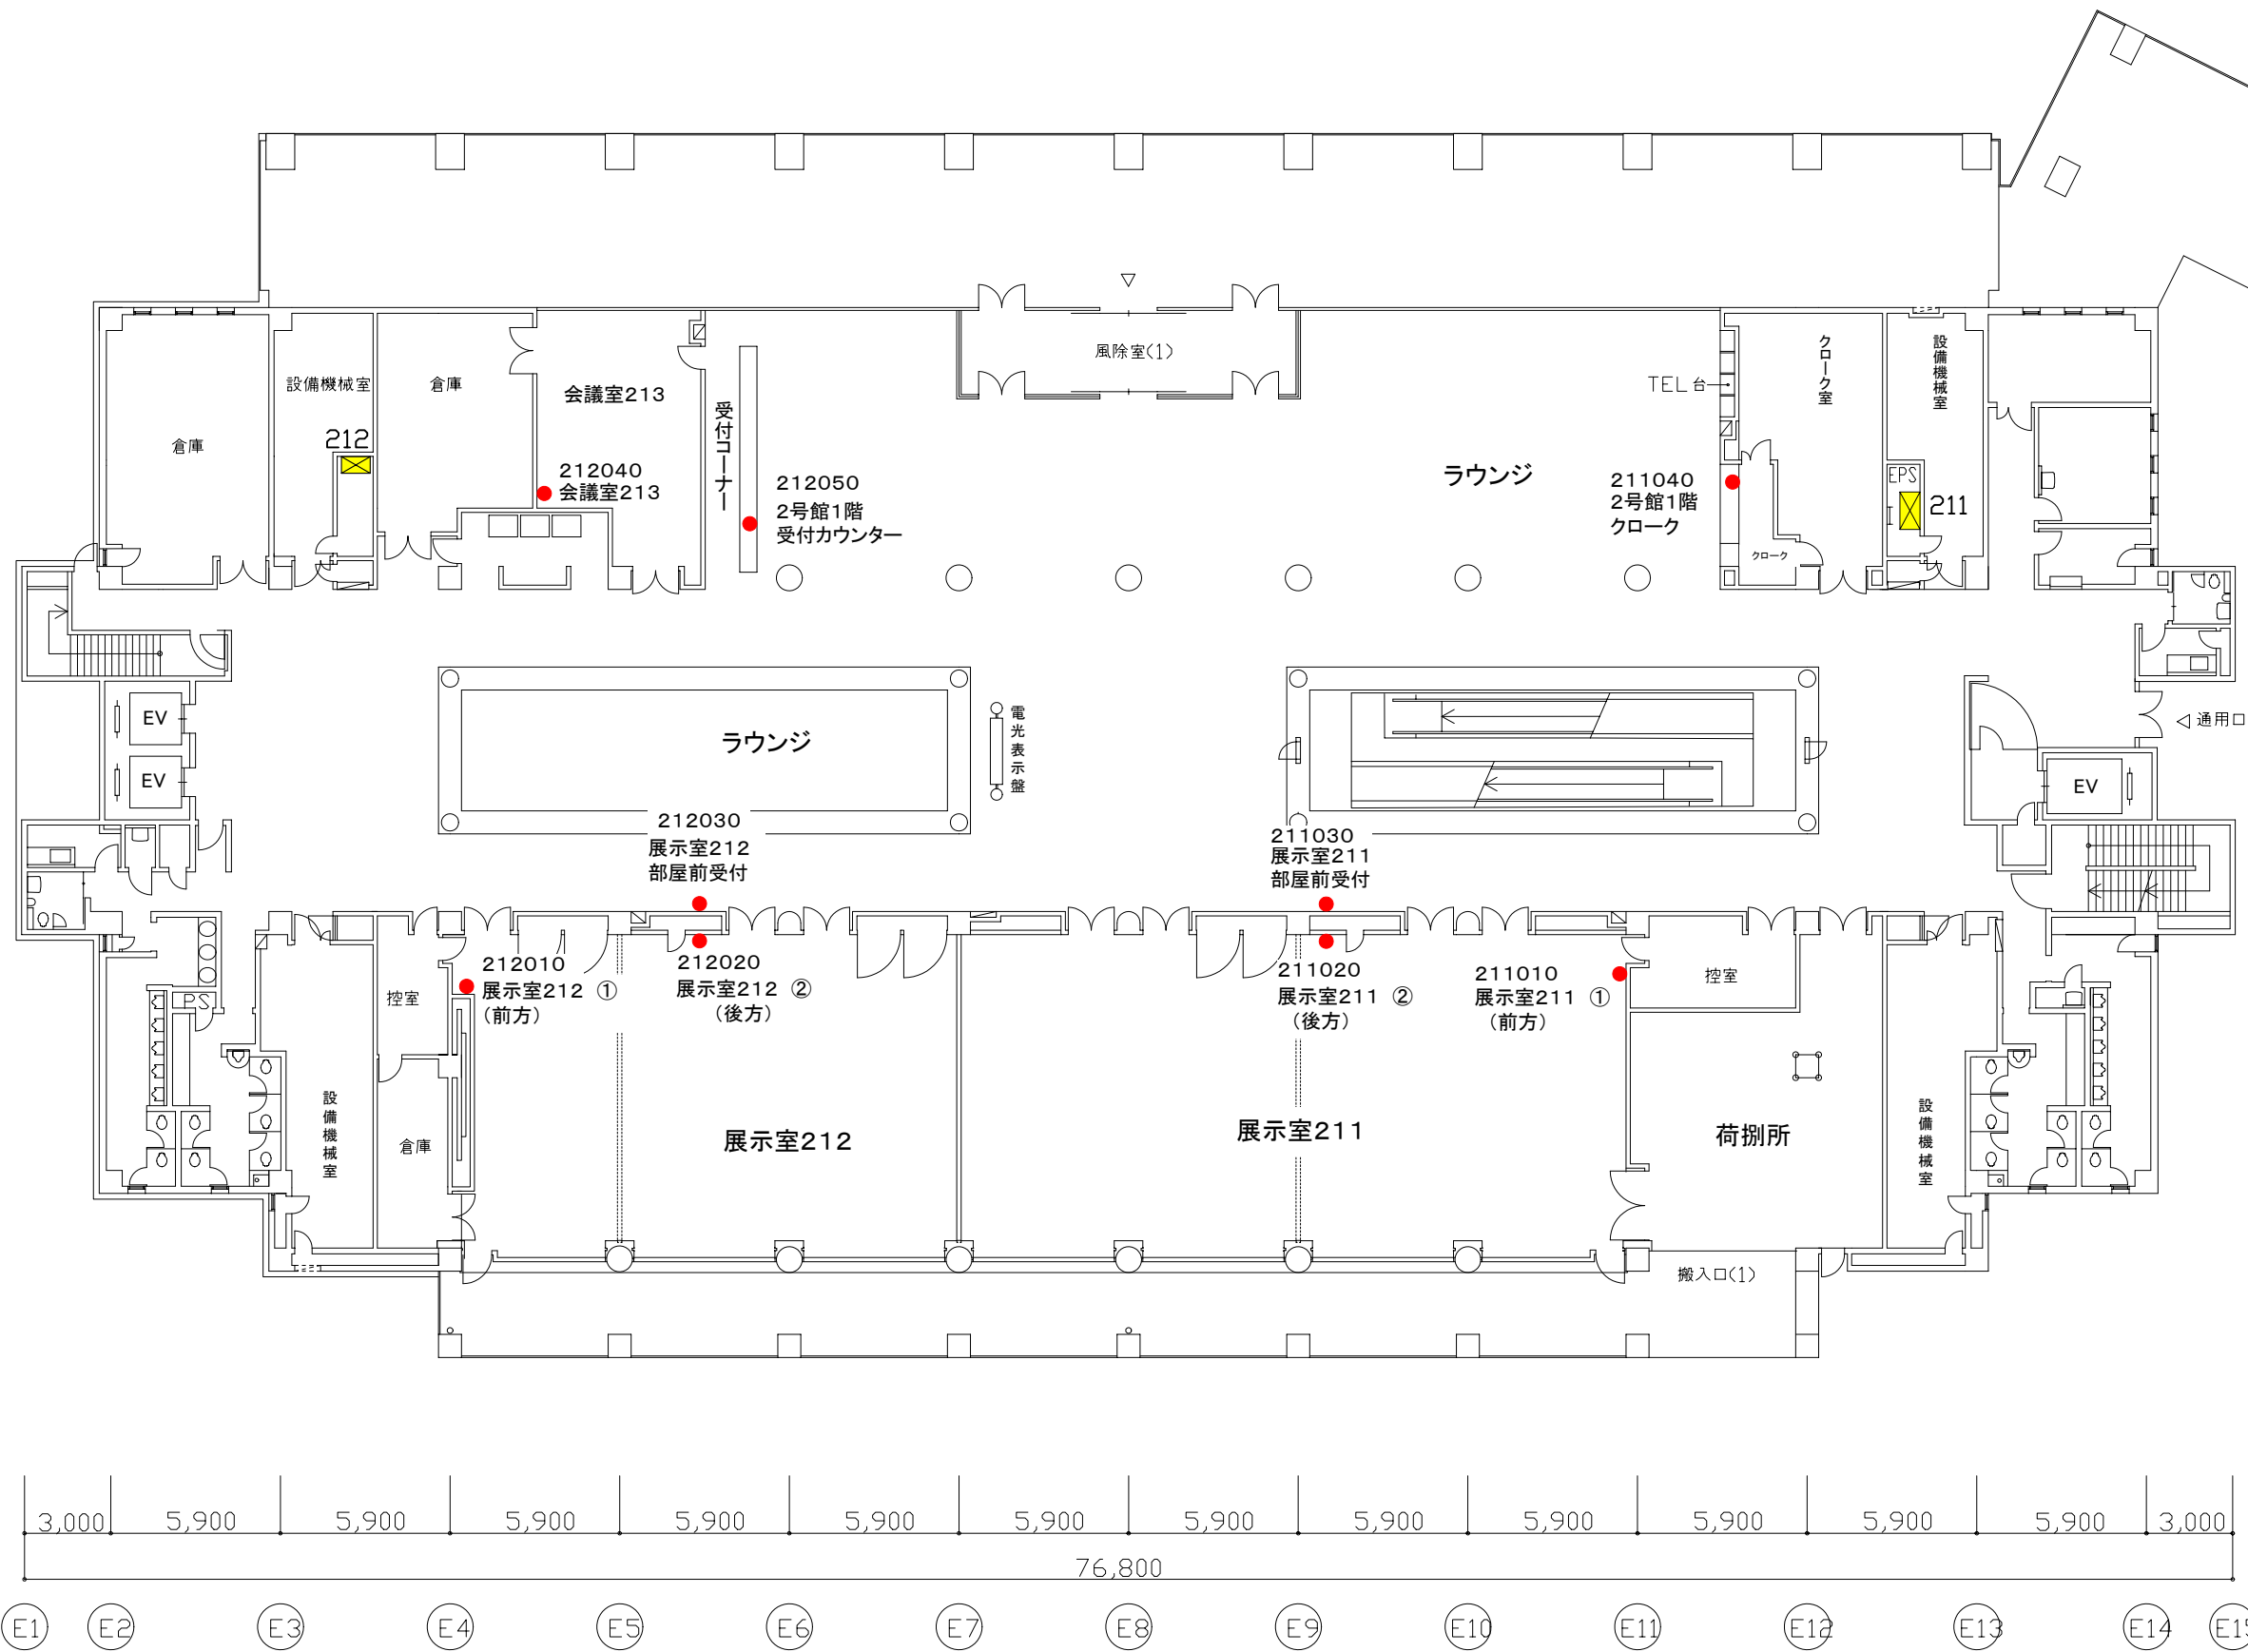 風除室(1)
設備機械室
倉庫
会議室213
受付コーナー
TEL台
クローク室
設備機械室
倉庫
212
212040
会議室213
212050
2号館1階
受付カウンター
ラウンジ
211040
2号館1階
クローク
EPS
211
クローク
EV
EV
ラウンジ
電光表示盤
通用口
EV
212030
展示室212
部屋前受付
211030
展示室211
部屋前受付
212010
展示室212 ①
(前方)
212020
展示室212 ②
(後方)
211020
展示室211 ②
(後方)
211010
展示室211 ①
(前方)
控室
控室
PS
設備機械室
倉庫
展示室212
展示室211
荷捌所
設備機械室
搬入口(1)
3,000 5,900 5,900 5,900 5,900 5,900 5,900 5,900 5,900 5,900 5,900 5,900 5,900 3,000
76,800
E1 E2 E3 E4 E5 E6 E7 E8 E9 E10 E11 E12 E13 E14 E15